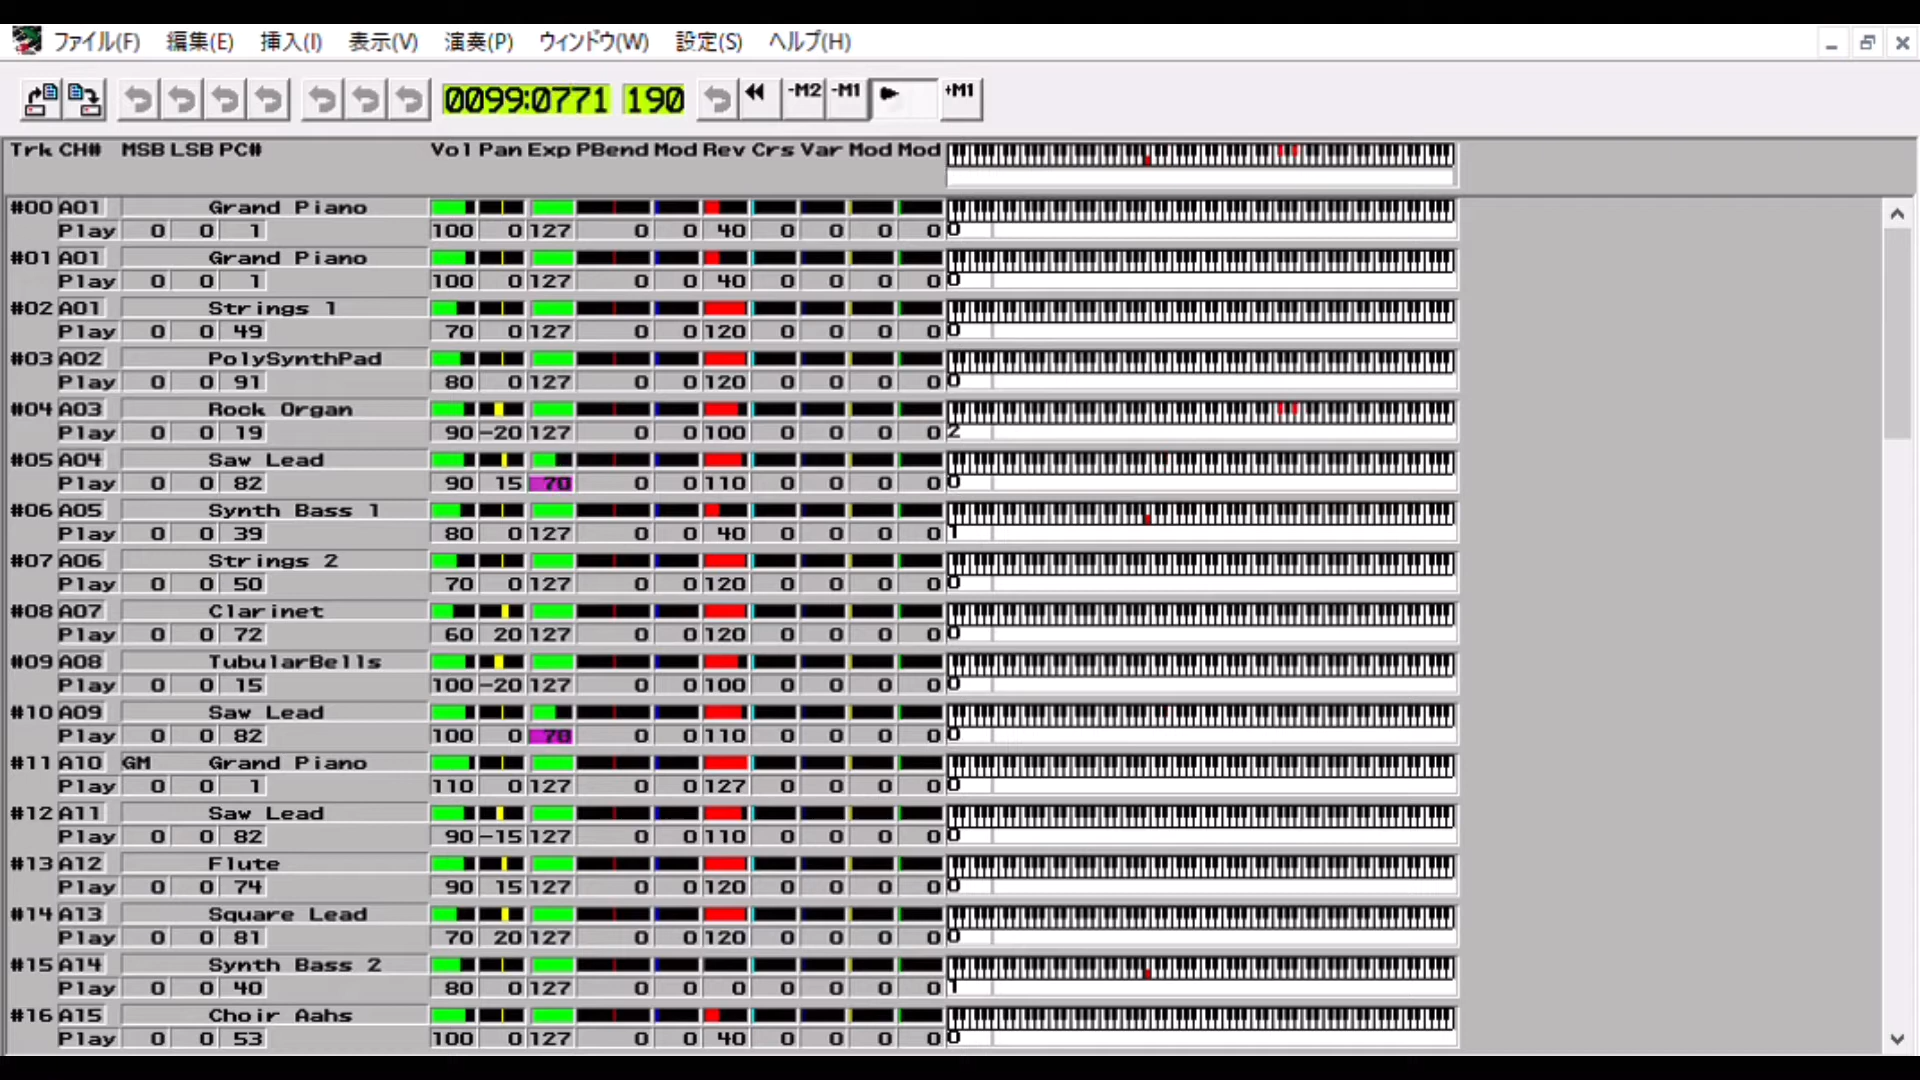 ファイル(F) 編集(E) 挿入(I) 表示(V) 演奏(P) ウィンドウ(W) 設定(S) ヘルプ(H)
0099:0771 190 -M2 -M1 +M1
Trk CH# MSB LSB PC# Vol Pan Exp PBend Mod Rev Crs Var Mod Mod
#00 A01 Grand Piano
Play 0 0 1 100 0 127 0 0 40 0 0 0 0 0
#01 A01 Grand Piano
Play 0 0 1 100 0 127 0 0 40 0 0 0 0 0
#02 A01 Strings 1
Play 0 0 49 70 0 127 0 0 120 0 0 0 0 0
#03 A02 PolySynthPad
Play 0 0 91 80 0 127 0 0 120 0 0 0 0 0
#04 A03 Rock Organ
Play 0 0 19 90 -20 127 0 0 100 0 0 0 0 2
#05 A04 Saw Lead
Play 0 0 82 90 15 70 0 0 110 0 0 0 0 0
#06 A05 Synth Bass 1
Play 0 0 39 80 0 127 0 0 40 0 0 0 0 1
#07 A06 Strings 2
Play 0 0 50 70 0 127 0 0 120 0 0 0 0 0
#08 A07 Clarinet
Play 0 0 72 60 20 127 0 0 120 0 0 0 0 0
#09 A08 TubularBells
Play 0 0 15 100 -20 127 0 0 100 0 0 0 0 0
#10 A09 Saw Lead
Play 0 0 82 100 0 70 0 0 110 0 0 0 0 0
#11 A10 GM Grand Piano
Play 0 0 1 110 0 127 0 0 127 0 0 0 0 0
#12 A11 Saw Lead
Play 0 0 82 90 -15 127 0 0 110 0 0 0 0 0
#13 A12 Flute
Play 0 0 74 90 15 127 0 0 120 0 0 0 0 0
#14 A13 Square Lead
Play 0 0 81 70 20 127 0 0 120 0 0 0 0 0
#15 A14 Synth Bass 2
Play 0 0 40 80 0 127 0 0 0 0 0 0 0 1
#16 A15 Choir Aahs
Play 0 0 53 100 0 127 0 0 40 0 0 0 0 0